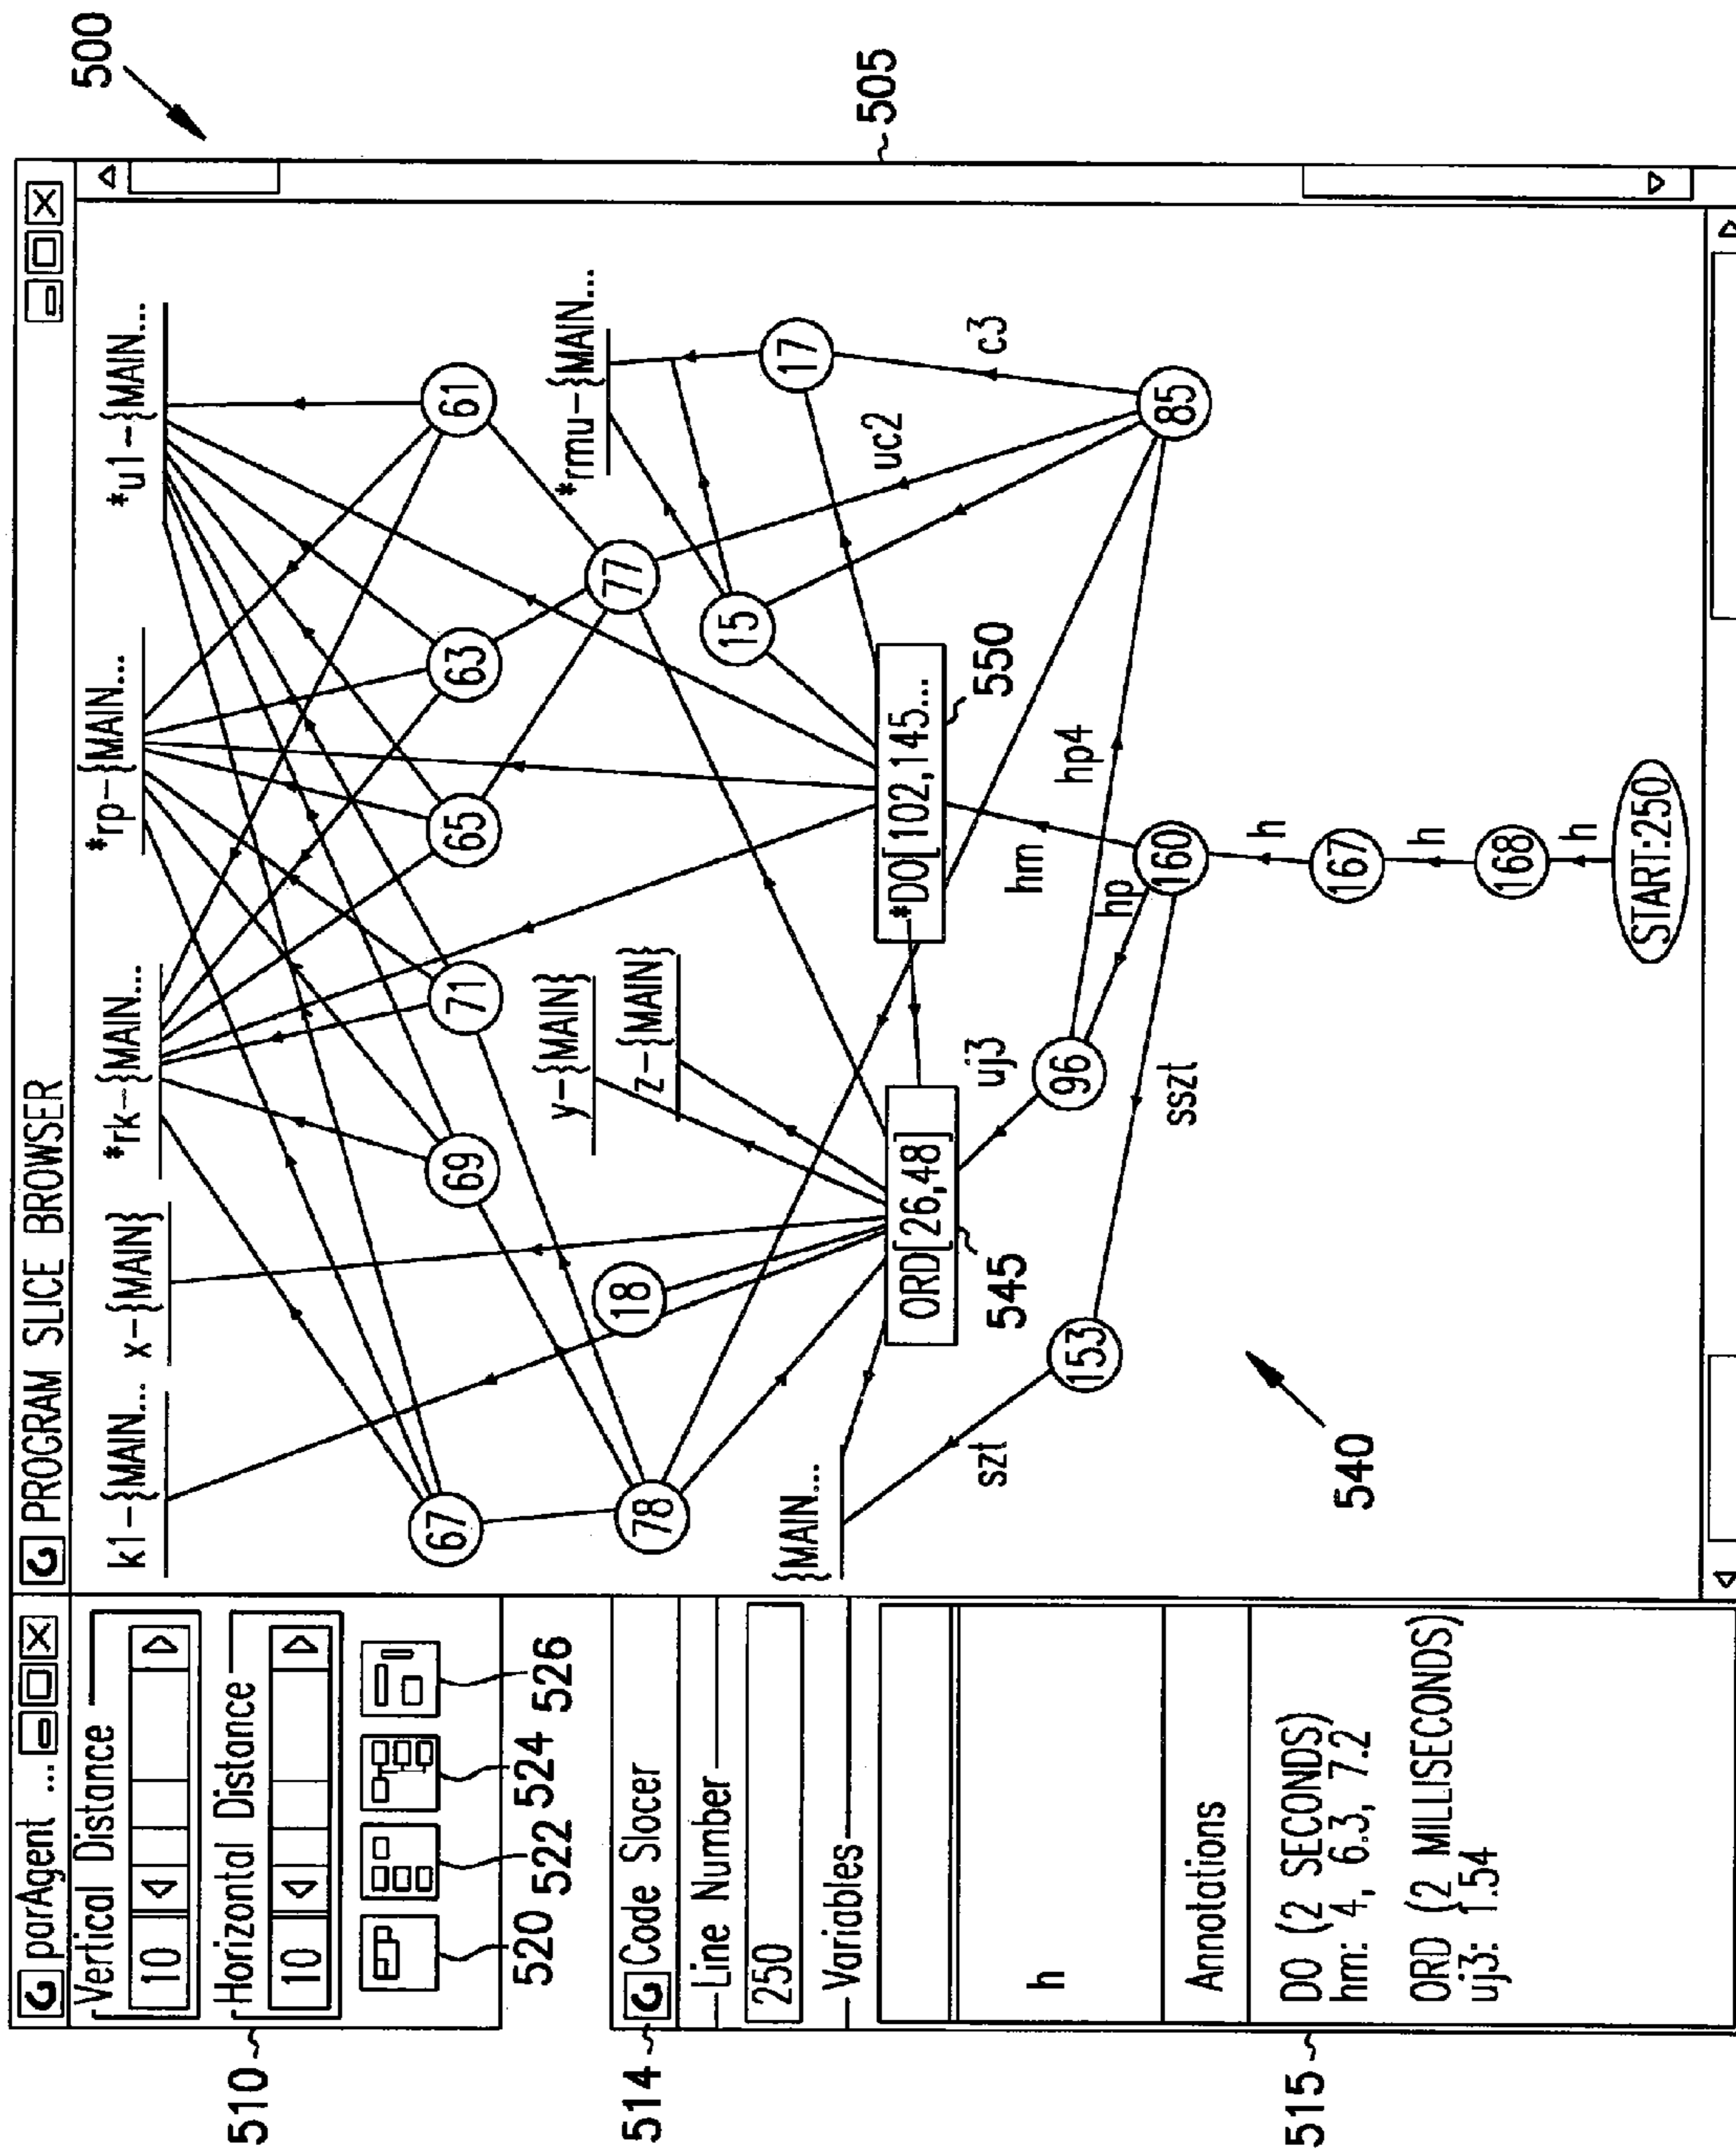 500
505
PROGRAM SLICE BROWSER
k1-{MAIN...
x-{MAIN}
*rk-{MAIN...
*rp-{MAIN...
*u1-{MAIN...
67
69
71
65
63
61
y-{MAIN}
z-{MAIN}
*rmu-{MAIN...
78
18
77
15
17
{MAIN...
ORD[26,48]
545
*DO[102,145...
550
uc2
c3
uj3
hm
hp4
hp
szt
153
96
160
85
sszt
h
167
h
168
h
START:250
540
510
parAgent ...
Vertical Distance
10
Horizontal Distance
10
520
522
524
526
514
Code Slocer
Line Number
250
Variables
h
515
Annotations
DO (2 SECONDS)
hm: 4, 6.3, 7.2
ORD (2 MILLISECONDS)
uj3: 1.54